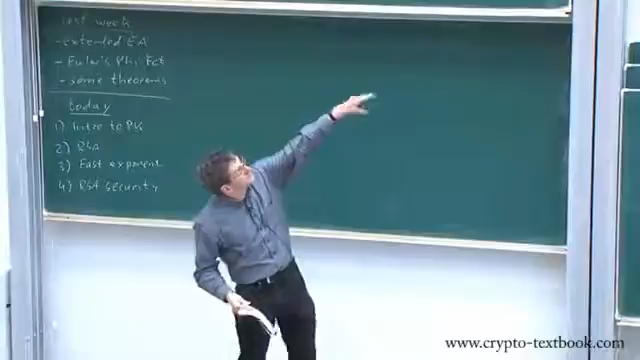 last week
- extended EA
- Euler's Phi Fct
- some theorems
today
1) Intro to PK
2) RSA
3) Fast exponent
4) RSA security
www.crypto-textbook.com